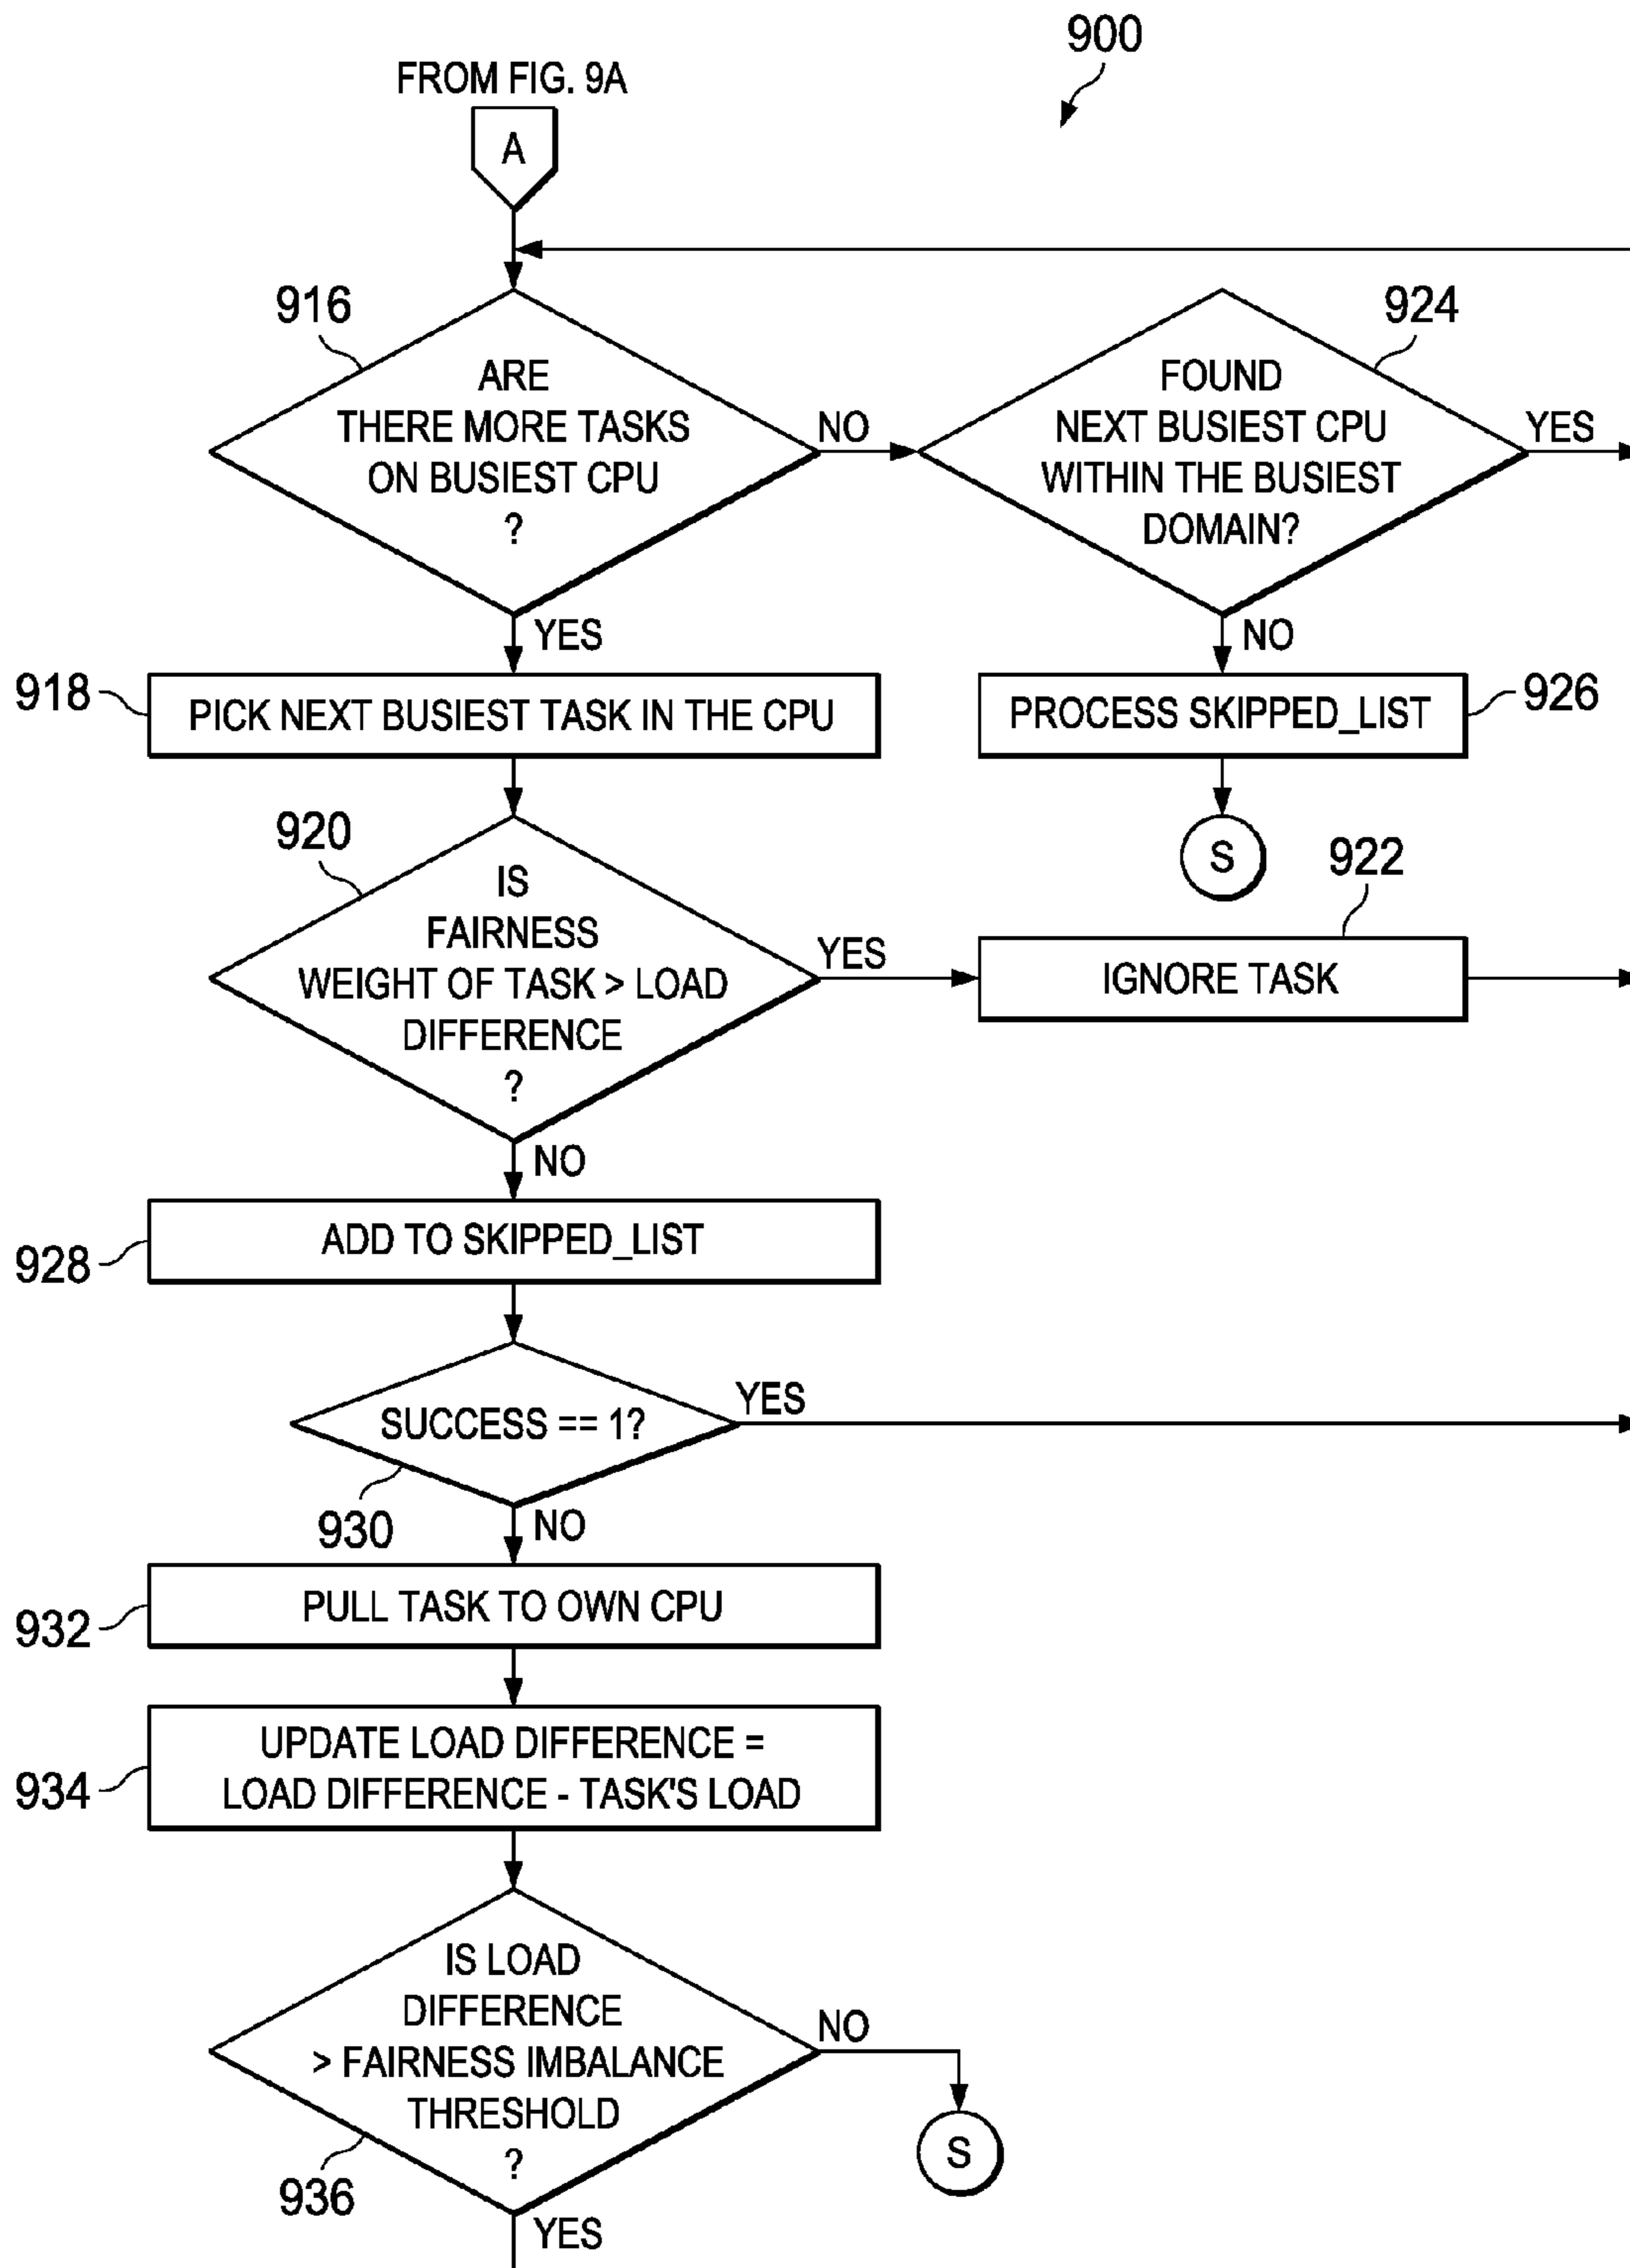 900
FROM FIG. 9A
A
916
ARE
THERE MORE TASKS
ON BUSIEST CPU
?
NO
YES
924
FOUND
NEXT BUSIEST CPU
WITHIN THE BUSIEST
DOMAIN?
YES
NO
918
PICK NEXT BUSIEST TASK IN THE CPU
PROCESS SKIPPED_LIST
926
S
920
IS
FAIRNESS
WEIGHT OF TASK > LOAD
DIFFERENCE
?
YES
922
IGNORE TASK
NO
928
ADD TO SKIPPED_LIST
SUCCESS == 1?
YES
930
NO
932
PULL TASK TO OWN CPU
934
UPDATE LOAD DIFFERENCE =
LOAD DIFFERENCE - TASK'S LOAD
IS LOAD
DIFFERENCE
> FAIRNESS IMBALANCE
THRESHOLD
?
NO
S
936
YES